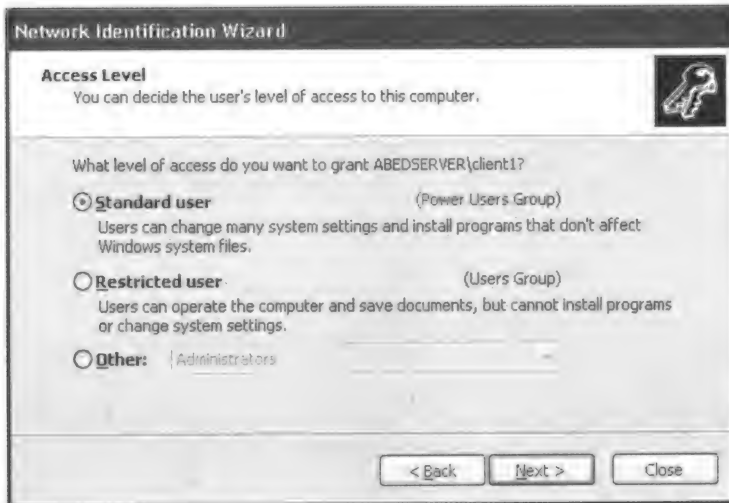 Network Identification Wizard
Access Level
You can decide the user's level of access to this computer.
What level of access do you want to grant ABEDSERVER\client1?
Standard user (Power Users Group)
Users can change many system settings and install programs that don't affect
Windows system files.
Restricted user (Users Group)
Users can operate the computer and save documents, but cannot install programs
or change system settings.
Other: Administrators
< Back Next > Close